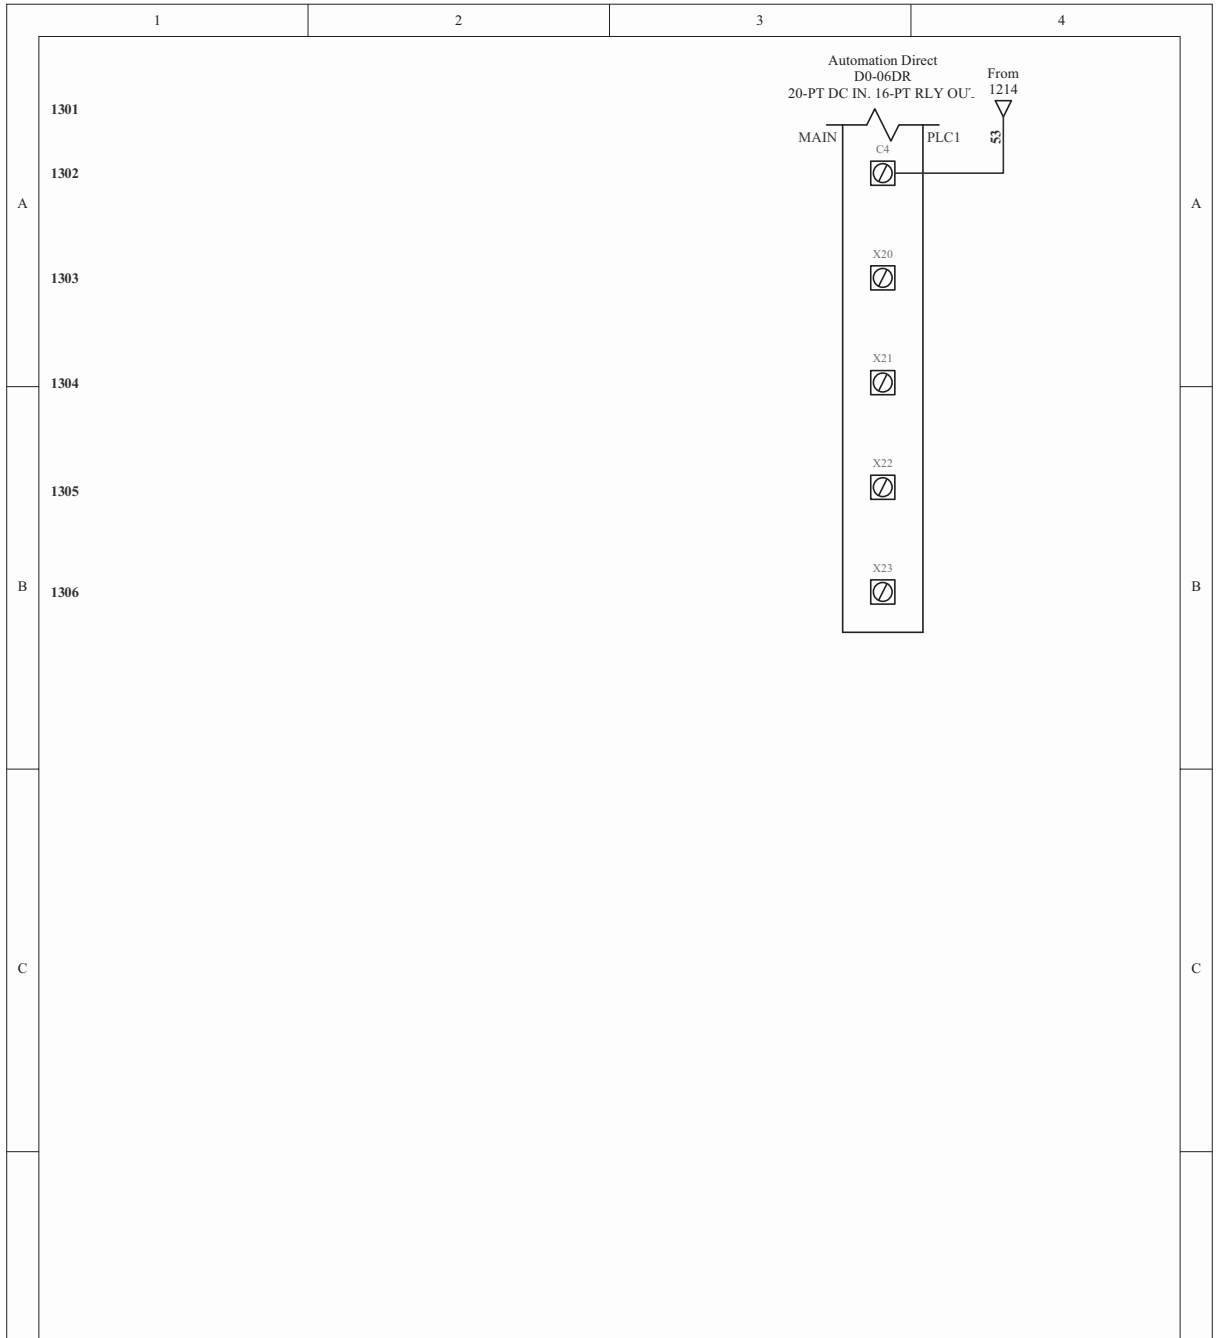 1 2 3 4
Automation Direct
D0-06DR
20-PT DC IN. 16-PT RLY OUT
From
1214
1301
MAIN
PLC1
53
C4
1302
A A
X20
1303
X21
1304
X22
1305
X23
B B
1306
C C